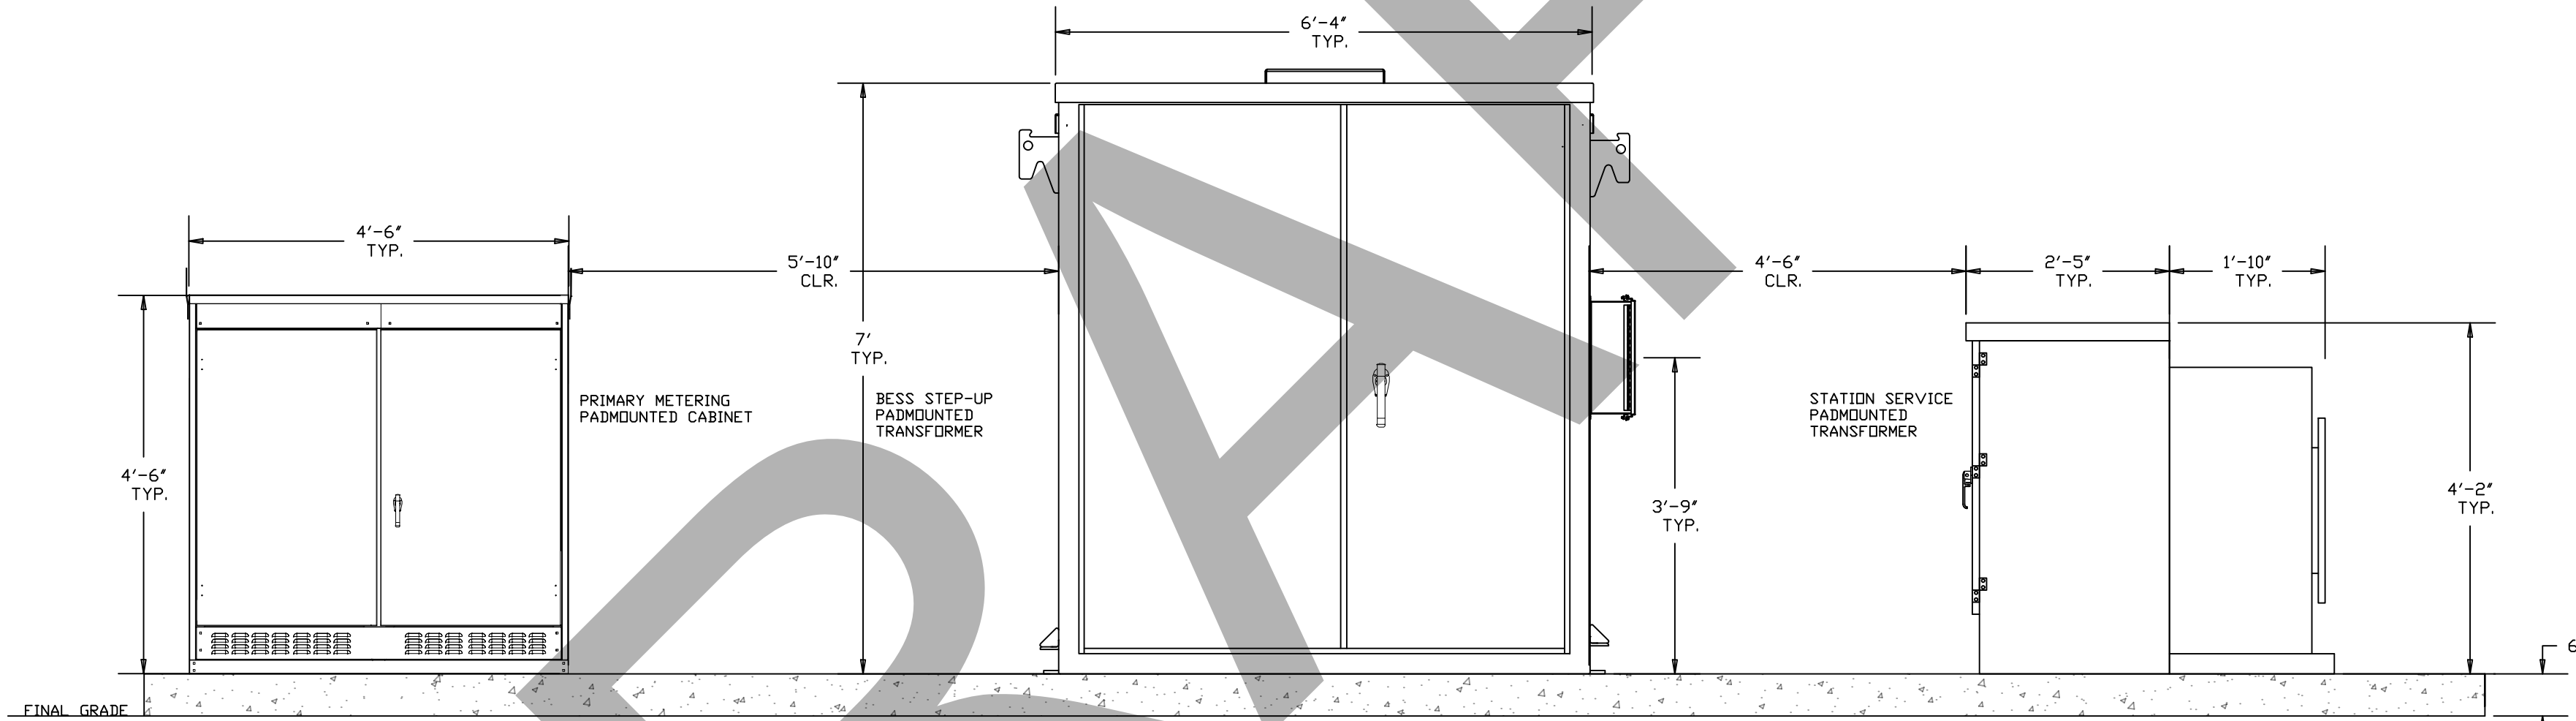 6'-4"
TYP.
4'-6"
TYP.
5'-10"
CLR.
4'-6"
CLR.
2'-5"
TYP.
1'-10"
TYP.
7'
TYP.
PRIMARY METERING
PADMOUNTED CABINET
BESS STEP-UP
PADMOUNTED
TRANSFORMER
STATION SERVICE
PADMOUNTED
TRANSFORMER
4'-6"
TYP.
3'-9"
TYP.
4'-2"
TYP.
6
FINAL GRADE